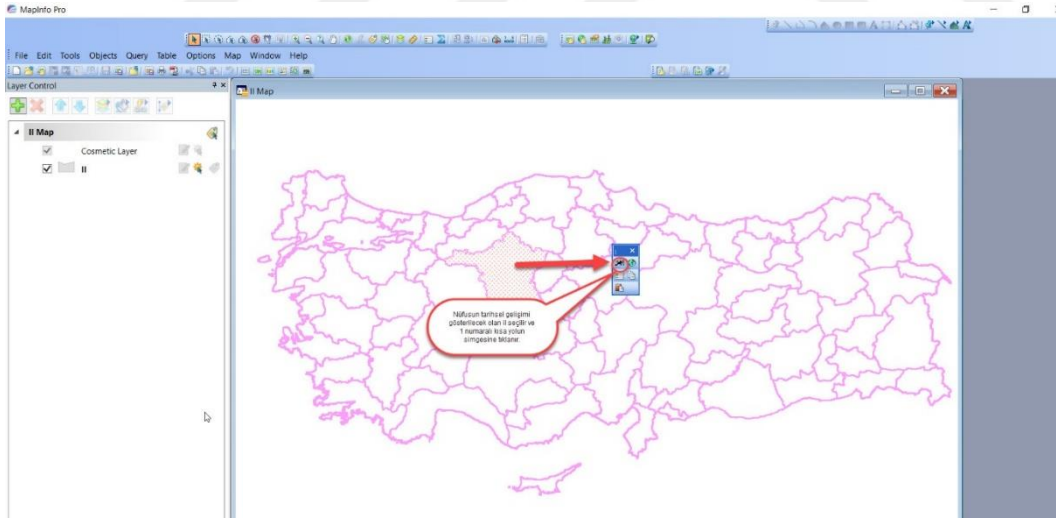 MapInfo Pro
File Edit Tools Objects Query Table Options Map Window Help
Layer Control
Il Map
Il Map
Cosmetic Layer
Il
Nüfusun tarihsel gelişimi
gösterilecek olan il seçilir ve
1 numaralı kısa yolun
simgesine tıklanır.